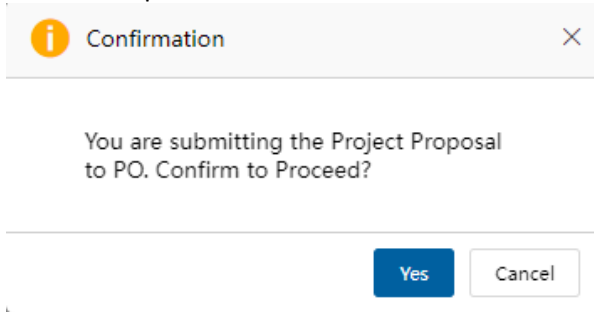 Confirmation
You are submitting the Project Proposal
to PO. Confirm to Proceed?
Yes
Cancel